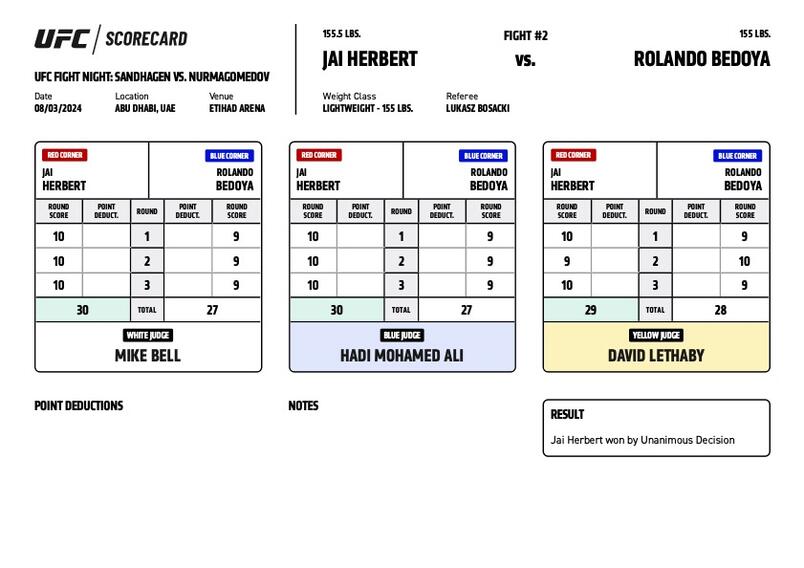 UFC / SCORECARD
UFC FIGHT NIGHT: SANDHAGEN VS. NURMAGOMEDOV
Date Location Venue
08/03/2024 ABU DHABI, UAE ETIHAD ARENA
155.5 LBS. FIGHT #2 155 LBS.
JAI HERBERT VS. ROLANDO BEDOYA
Weight Class Referee
LIGHTWEIGHT - 155 LBS. LUKASZ BOSACKI
RED CORNER BLUE CORNER
JAI ROLANDO
HERBERT BEDOYA
ROUND SCORE POINT DEDUCT. ROUND POINT DEDUCT. ROUND SCORE
10 1 9
10 2 9
10 3 9
30 TOTAL 27
WHITE JUDGE
MIKE BELL
RED CORNER BLUE CORNER
JAI ROLANDO
HERBERT BEDOYA
ROUND SCORE POINT DEDUCT. ROUND POINT DEDUCT. ROUND SCORE
10 1 9
10 2 9
10 3 9
30 TOTAL 27
BLUE JUDGE
HADI MOHAMED ALI
RED CORNER BLUE CORNER
JAI ROLANDO
HERBERT BEDOYA
ROUND SCORE POINT DEDUCT. ROUND POINT DEDUCT. ROUND SCORE
10 1 9
9 2 10
10 3 9
29 TOTAL 28
YELLOW JUDGE
DAVID LETHABY
POINT DEDUCTIONS
NOTES
RESULT
Jai Herbert won by Unanimous Decision